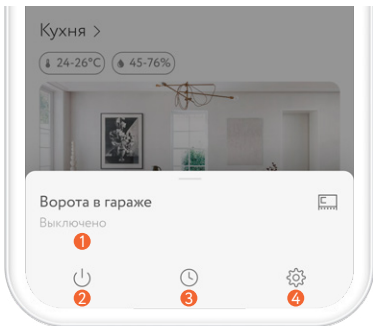 Кухня >
24-26°C 45-76%
Ворота в гараже
Выключено
1
2 3 4